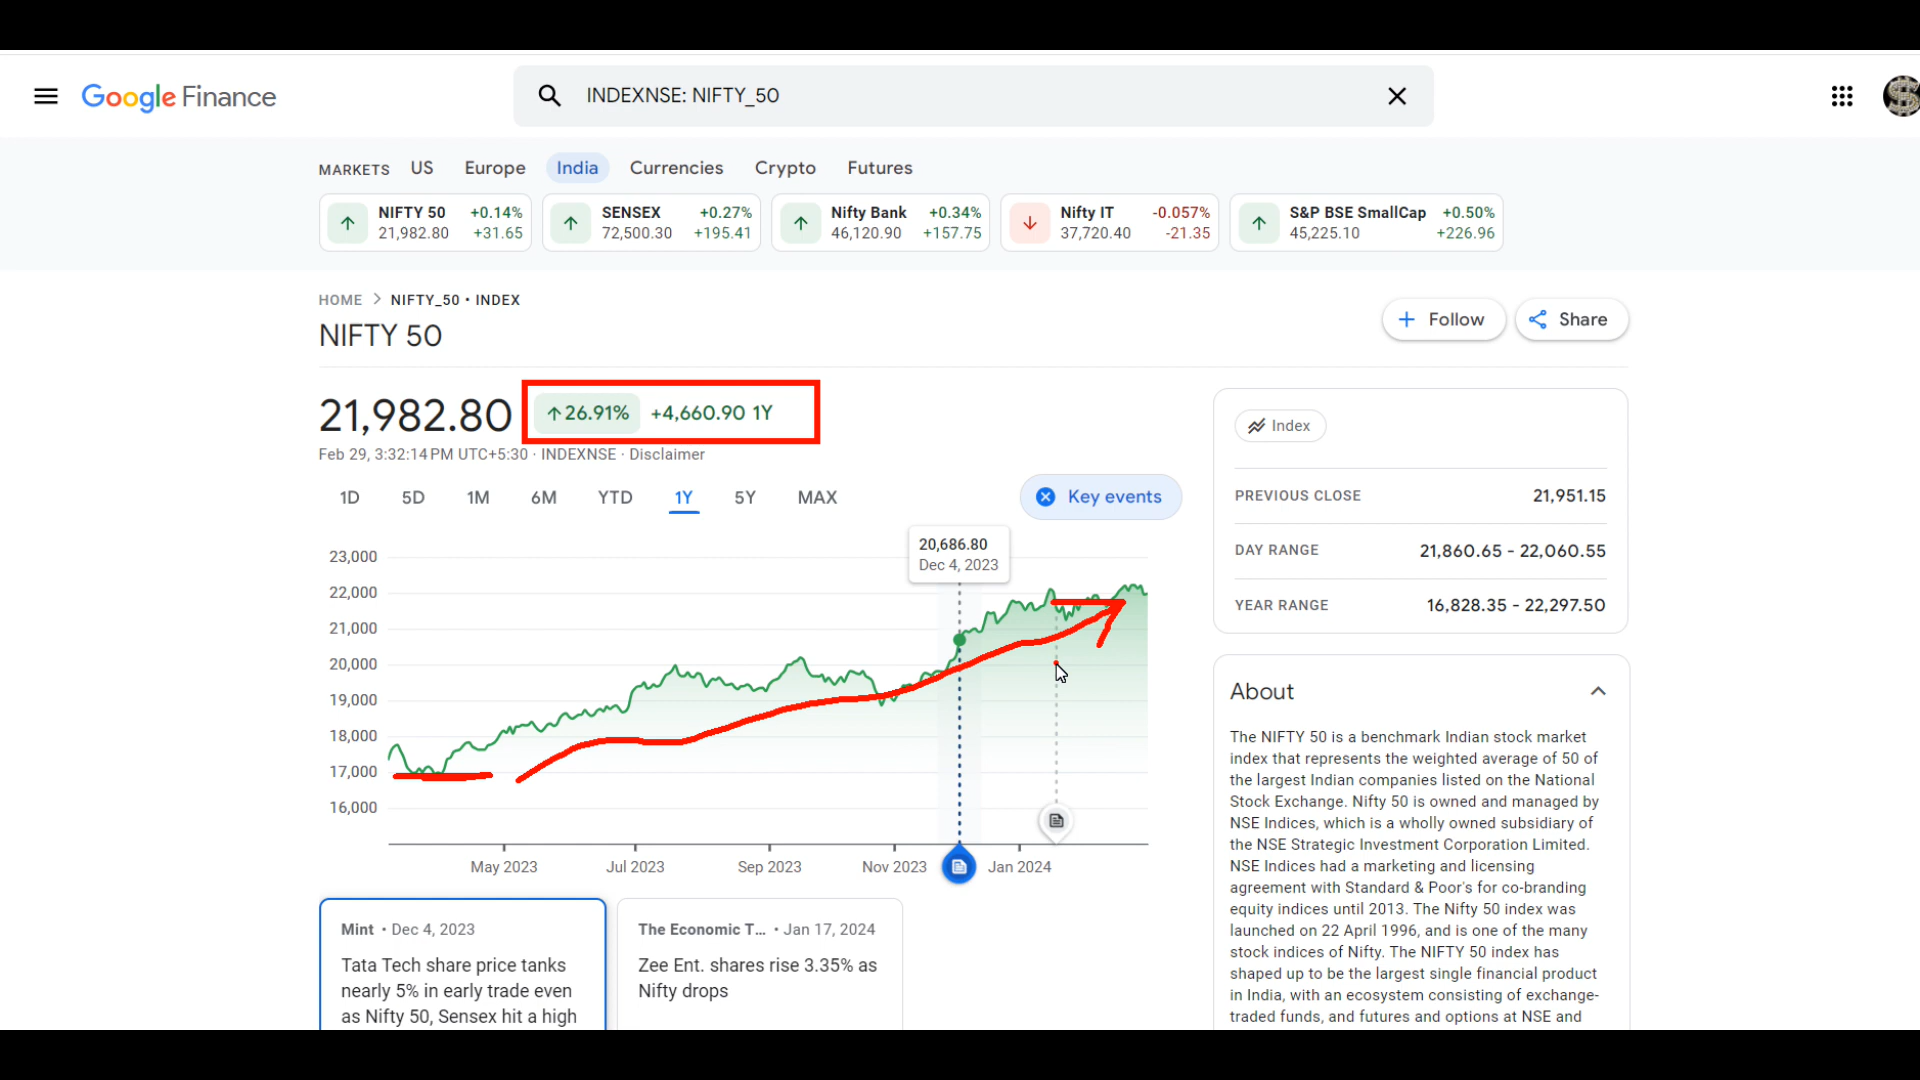 Google Finance
INDEXNSE: NIFTY_50
MARKETS US Europe India Currencies Crypto Futures
NIFTY 50 +0.14%
21,982.80 +31.65
SENSEX +0.27%
72,500.30 +195.41
Nifty Bank +0.34%
46,120.90 +157.75
Nifty IT -0.057%
37,720.40 -21.35
S&P BSE SmallCap +0.50%
45,225.10 +226.96
HOME > NIFTY_50 • INDEX
NIFTY 50
Follow
Share
21,982.80 ↑26.91% +4,660.90 1Y
Feb 29, 3:32:14 PM UTC+5:30 · INDEXNSE · Disclaimer
1D 5D 1M 6M YTD 1Y 5Y MAX
Key events
20,686.80
Dec 4, 2023
23,000
22,000
21,000
20,000
19,000
18,000
17,000
16,000
May 2023 Jul 2023 Sep 2023 Nov 2023 Jan 2024
Mint • Dec 4, 2023
Tata Tech share price tanks
nearly 5% in early trade even
as Nifty 50, Sensex hit a high
The Economic T... • Jan 17, 2024
Zee Ent. shares rise 3.35% as
Nifty drops
Index
PREVIOUS CLOSE 21,951.15
DAY RANGE 21,860.65 - 22,060.55
YEAR RANGE 16,828.35 - 22,297.50
About
The NIFTY 50 is a benchmark Indian stock market
index that represents the weighted average of 50 of
the largest Indian companies listed on the National
Stock Exchange. Nifty 50 is owned and managed by
NSE Indices, which is a wholly owned subsidiary of
the NSE Strategic Investment Corporation Limited.
NSE Indices had a marketing and licensing
agreement with Standard & Poor's for co-branding
equity indices until 2013. The Nifty 50 index was
launched on 22 April 1996, and is one of the many
stock indices of Nifty. The NIFTY 50 index has
shaped up to be the largest single financial product
in India, with an ecosystem consisting of exchange-
traded funds, and futures and options at NSE and